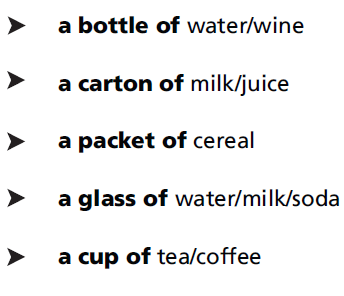 ➤ a bottle of water/wine
➤ a carton of milk/juice
➤ a packet of cereal
➤ a glass of water/milk/soda
➤ a cup of tea/coffee